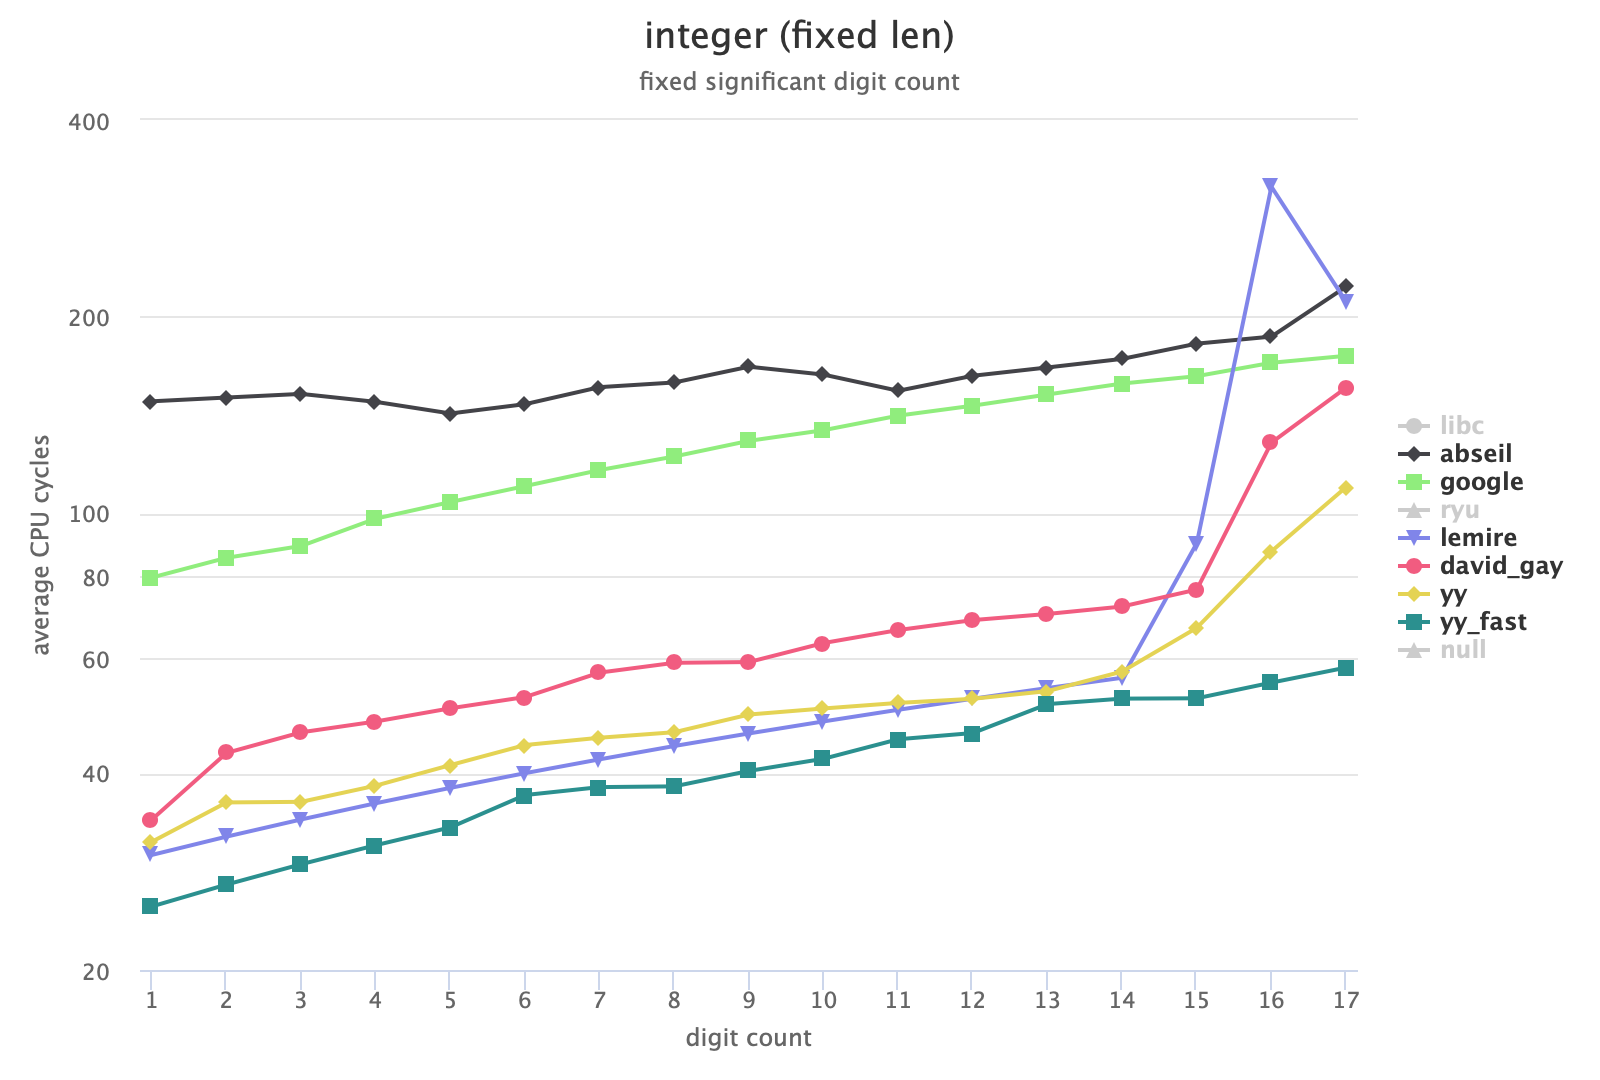 integer (fixed len)
fixed significant digit count
400
200
100
80
60
40
20
average CPU cycles
1 2 3 4 5 6 7 8 9 10 11 12 13 14 15 16 17
digit count
libc
abseil
google
ryu
lemire
david_gay
yy
yy_fast
null